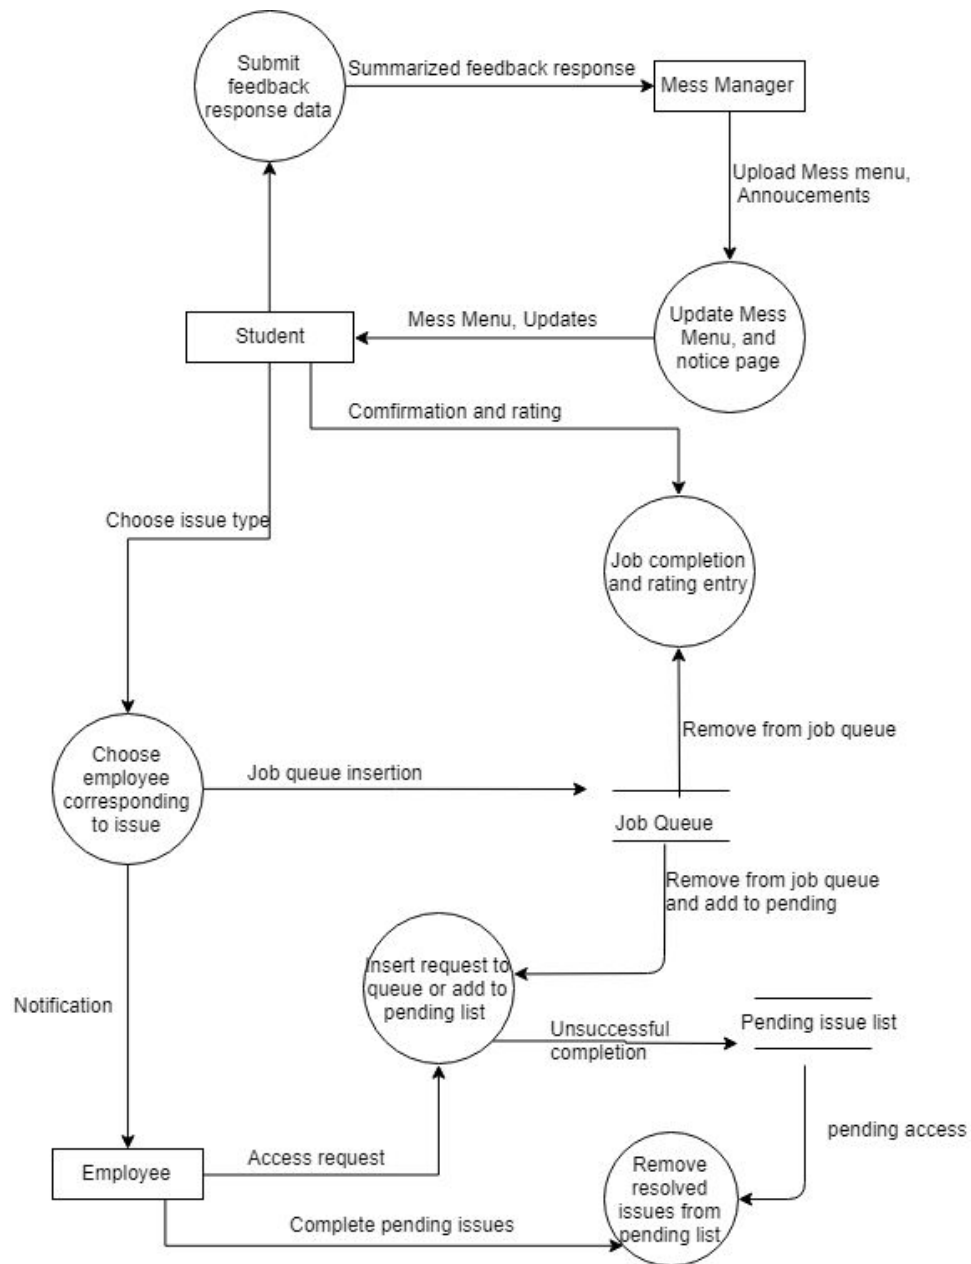 Submit
feedback
response data
Summarized feedback response
Mess Manager
Upload Mess menu,
Annoucements
Student
Mess Menu, Updates
Update Mess
Menu, and
notice page
Comfirmation and rating
Choose issue type
Job completion
and rating entry
Remove from job queue
Choose
employee
corresponding
to issue
Job queue insertion
Job Queue
Remove from job queue
and add to pending
Insert request to
queue or add to
pending list
Notification
Unsuccessful
completion
Pending issue list
pending access
Employee
Access request
Remove
resolved
issues from
pending list
Complete pending issues